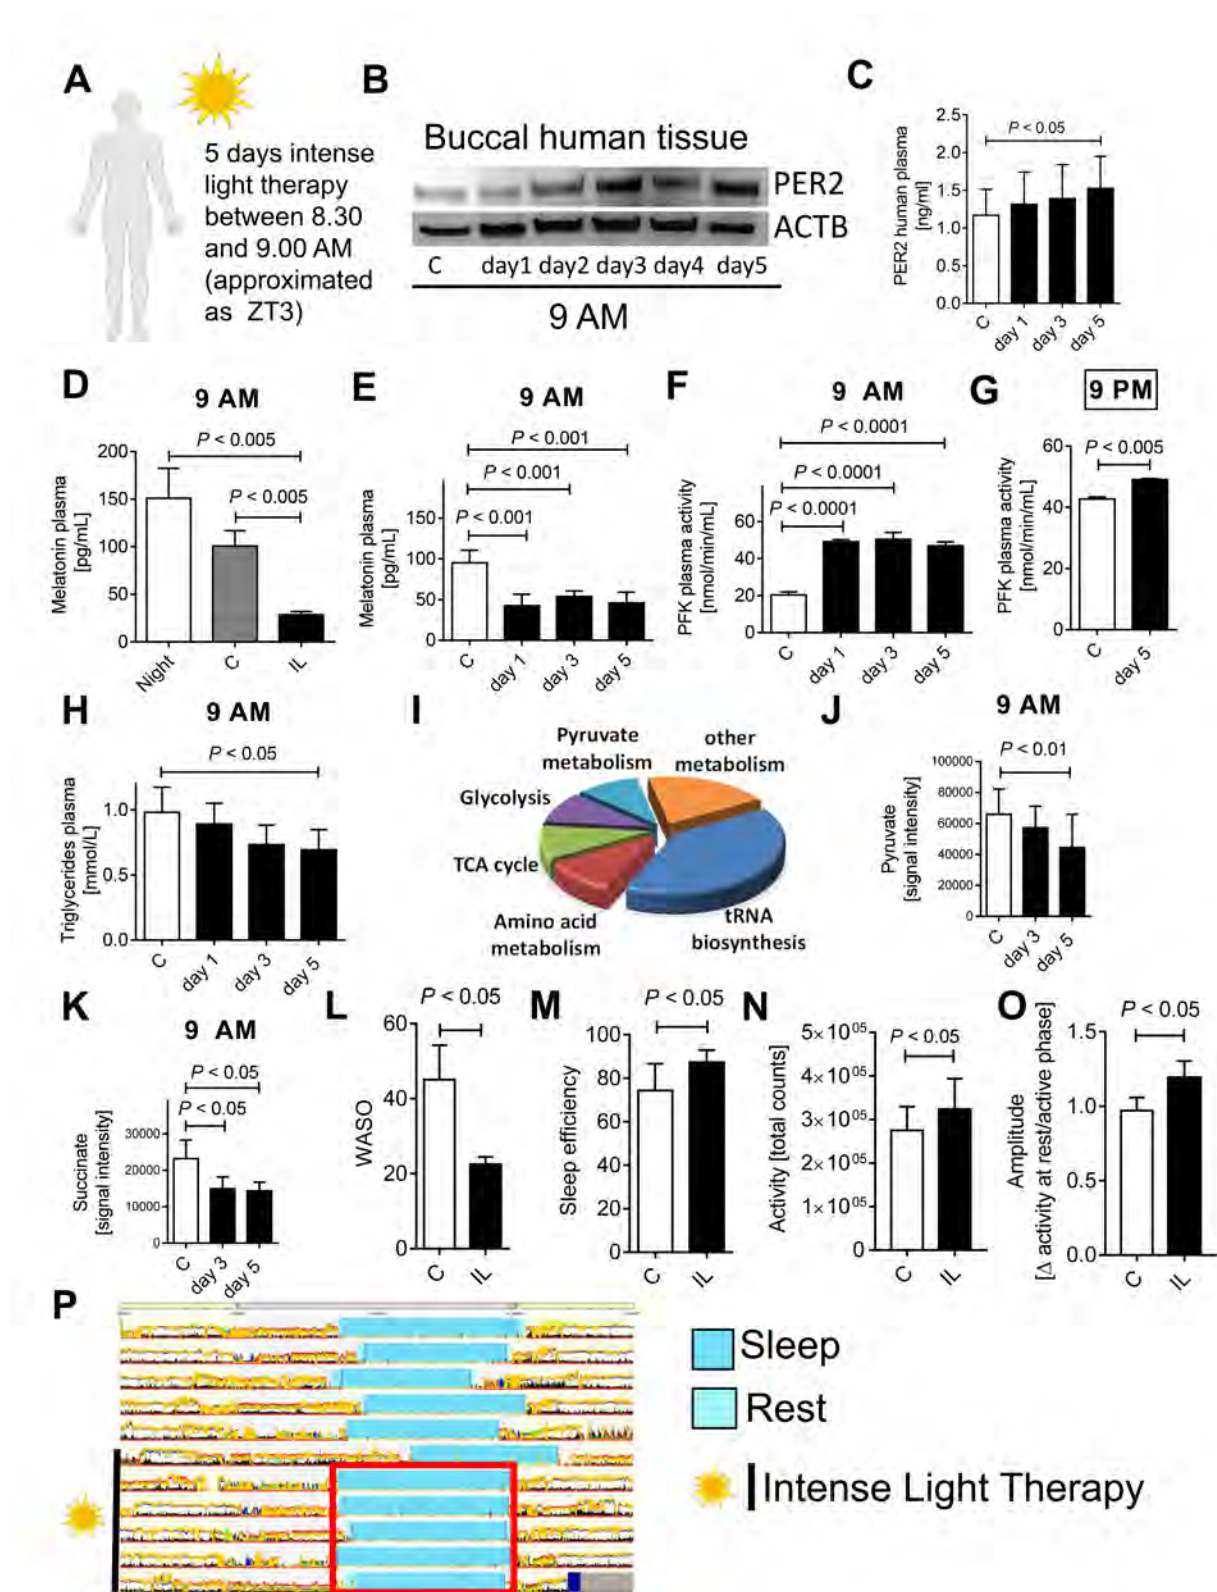 A
5 days intense
light therapy
between 8.30
and 9.00 AM
(approximated
as ZT3)
B
Buccal human tissue
PER2
ACTB
C day1 day2 day3 day4 day5
9 AM
C
PER2 human plasma
[ng/ml]
2.5
2.0
1.5
1.0
0.5
0.0
P < 0.05
C
day 1
day 3
day 5
D
9 AM
Melatonin plasma
[pg/mL]
200
150
100
50
0
P < 0.005
P < 0.005
Night
C
IL
E
9 AM
Melatonin plasma
[pg/mL]
150
100
50
0
P < 0.001
P < 0.001
P < 0.001
C
day 1
day 3
day 5
F
9 AM
PFK plasma activity
[nmol/min/mL]
60
40
20
0
P < 0.0001
P < 0.0001
P < 0.0001
C
day 1
day 3
day 5
G
9 PM
PFK plasma activity
[nmol/min/mL]
60
40
20
0
P < 0.005
C
day 5
H
9 AM
Triglycerides plasma
[mmol/L]
1.0
0.5
0.0
P < 0.05
C
day 1
day 3
day 5
I
Pyruvate
metabolism
other
metabolism
Glycolysis
TCA cycle
Amino acid
metabolism
tRNA
biosynthesis
J
9 AM
Pyruvate
[signal intensity]
100000
80000
60000
40000
20000
0
P < 0.01
C
day 3
day 5
K
9 AM
Succinate
[signal intensity]
30000
20000
10000
0
P < 0.05
P < 0.05
C
day 3
day 5
L
WASO
60
40
20
0
P < 0.05
C
IL
M
Sleep efficiency
100
80
60
40
20
0
P < 0.05
C
IL
N
Activity [total counts]
5×10⁰⁵
4×10⁰⁵
3×10⁰⁵
2×10⁰⁵
1×10⁰⁵
0
P < 0.05
C
IL
O
Amplitude
[Δ activity at rest/active phase]
1.5
1.0
0.5
0.0
P < 0.05
C
IL
P
Sleep
Rest
Intense Light Therapy